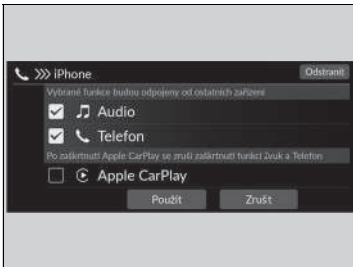 iPhone
Odstranit
Vybrané funkce budou odpojeny od ostatních zařízení
Audio
Telefon
Po zaškrtnutí Apple CarPlay se zruší zaškrtnutí funkcí Zvuk a Telefon
Apple CarPlay
Použít
Zrušt